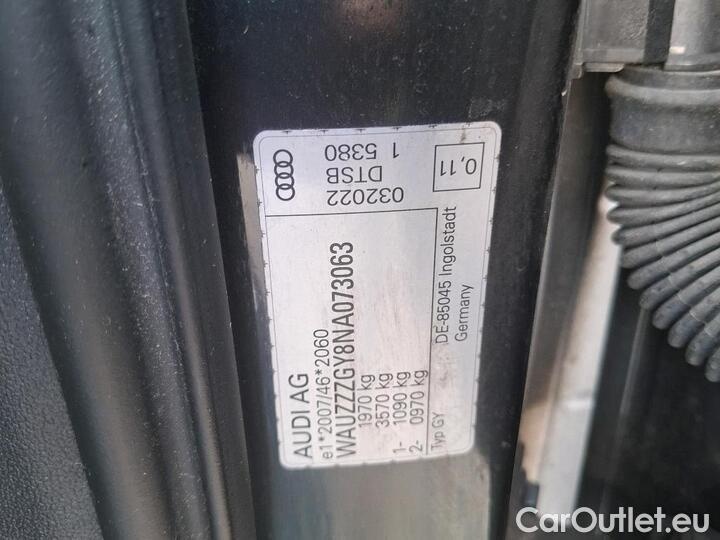 AUDI AG
e1*2007/46*2060
WAUZZZGY8NA073063
1970 kg
3570 kg
1- 1090 kg
2- 0970 kg
Typ GY
032022
DTSB
1 5380
0,11
DE-85045 Ingolstadt
Germany
CarOutlet.eu